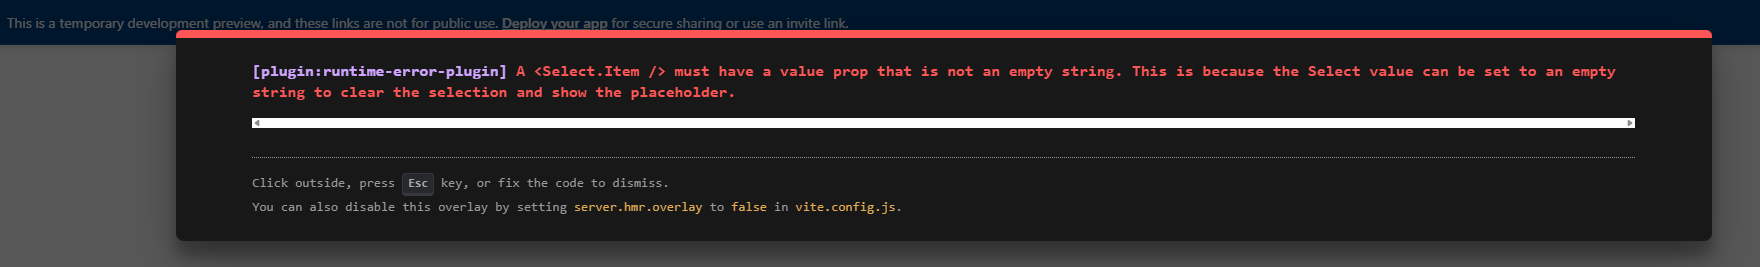 This is a temporary development preview, and these links are not for public use. Deploy your app for secure sharing or use an invite link.
[plugin:runtime-error-plugin] A <Select.Item /> must have a value prop that is not an empty string. This is because the Select value can be set to an empty
string to clear the selection and show the placeholder.
Click outside, press Esc key, or fix the code to dismiss.
You can also disable this overlay by setting server.hmr.overlay to false in vite.config.js.